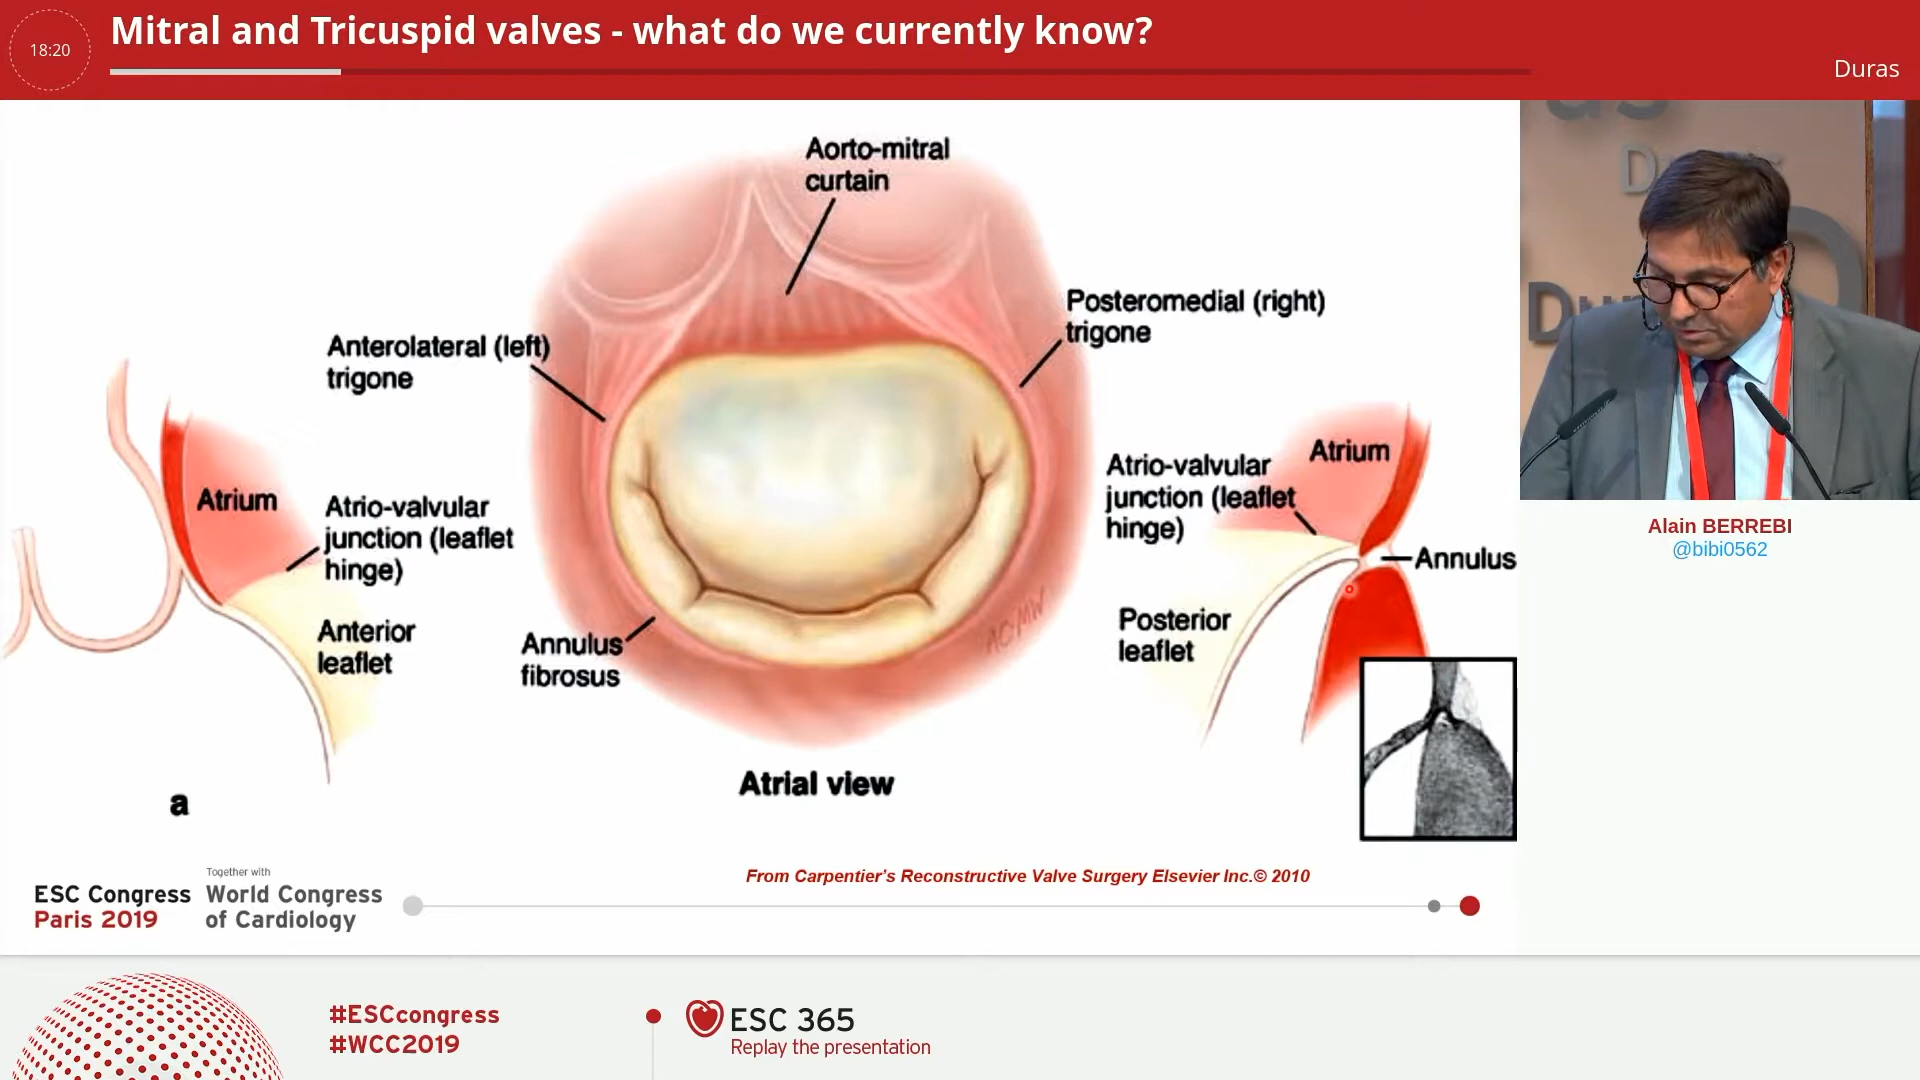 18:20
Mitral and Tricuspid valves - what do we currently know?
Duras
Aorto-mitral
curtain
Posteromedial (right)
trigone
Anterolateral (left)
trigone
Atrium
Atrio-valvular
junction (leaflet
hinge)
Anterior
leaflet
Annulus
fibrosus
Atrium
Atrio-valvular
junction (leaflet
hinge)
Annulus
Posterior
leaflet
Atrial view
a
From Carpentier's Reconstructive Valve Surgery Elsevier Inc.© 2010
ESC Congress
Paris 2019
Together with
World Congress
of Cardiology
Alain BERREBI
@bibi0562
#ESCcongress
#WCC2019
ESC 365
Replay the presentation